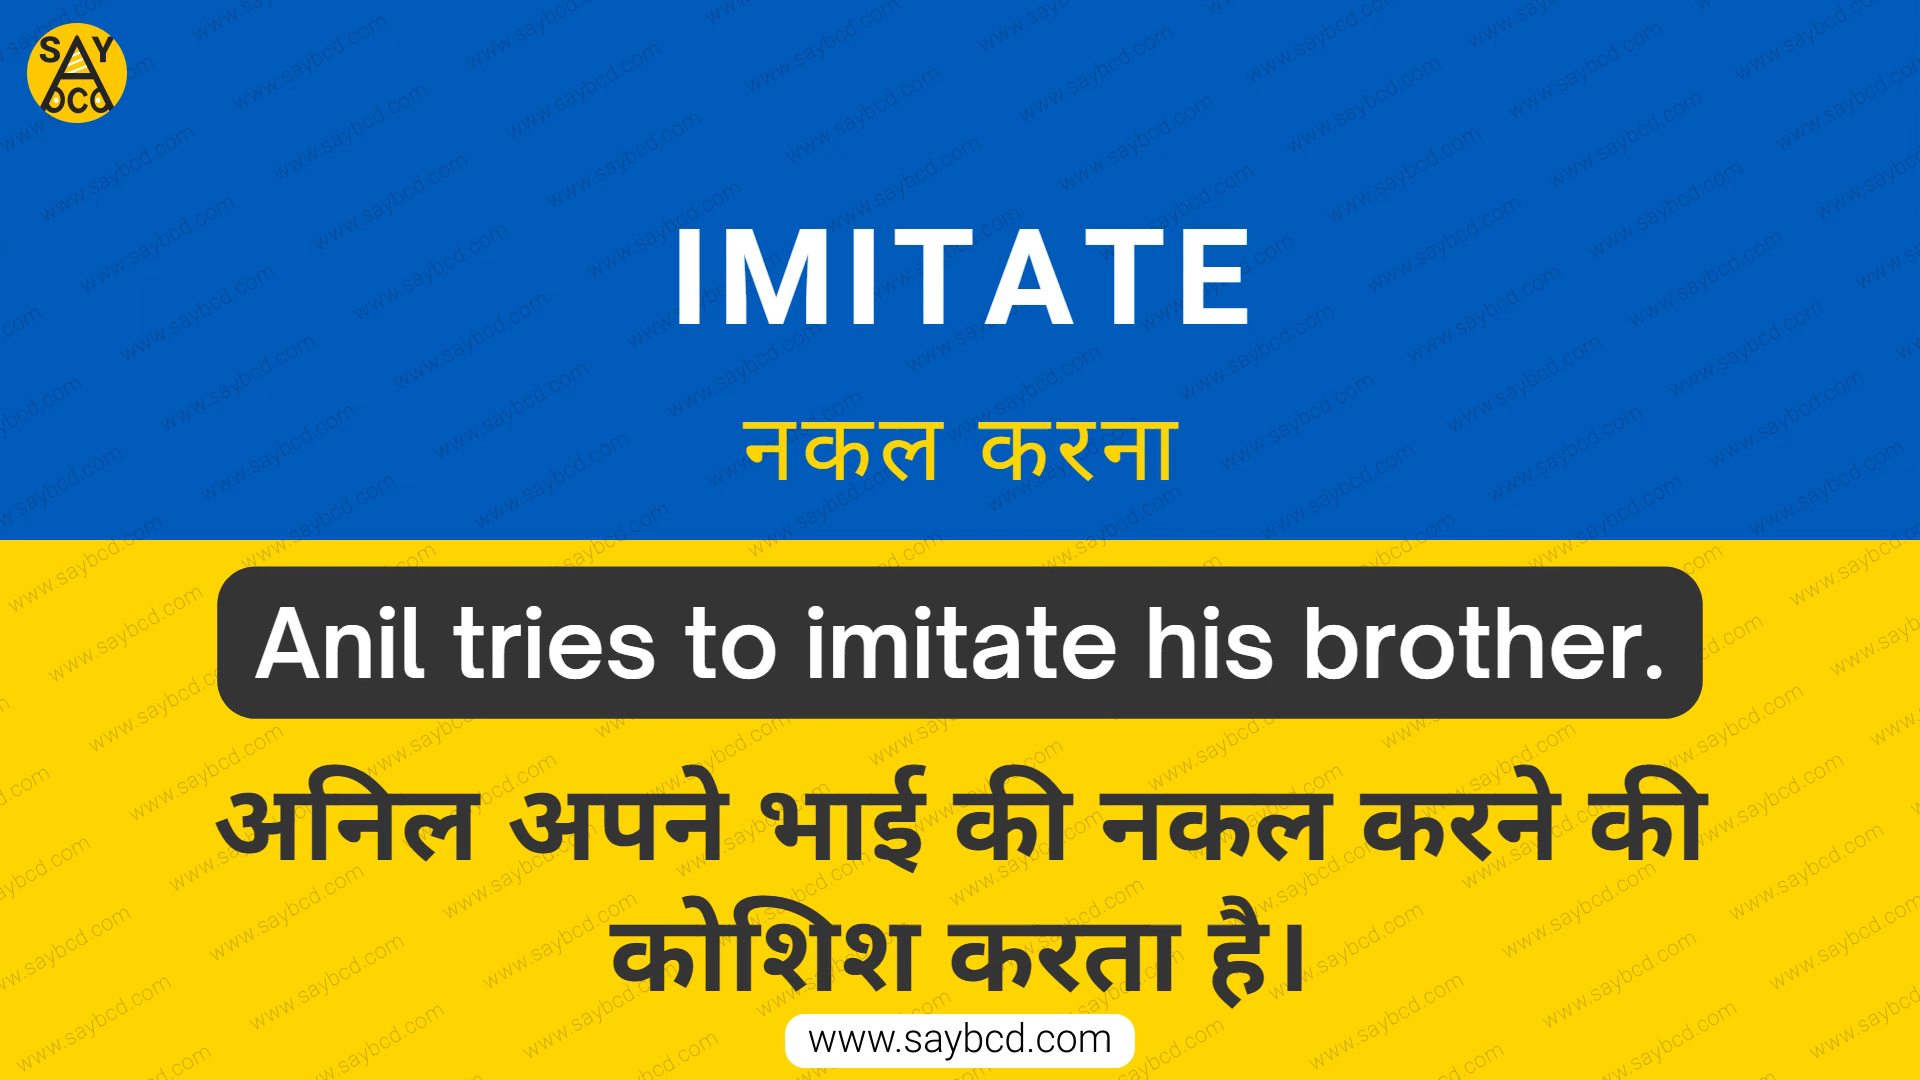 SAY
BCD
IMITATE
नकल करना
Anil tries to imitate his brother.
अनिल अपने भाई की नकल करने की
कोशिश करता है।
www.saybcd.com